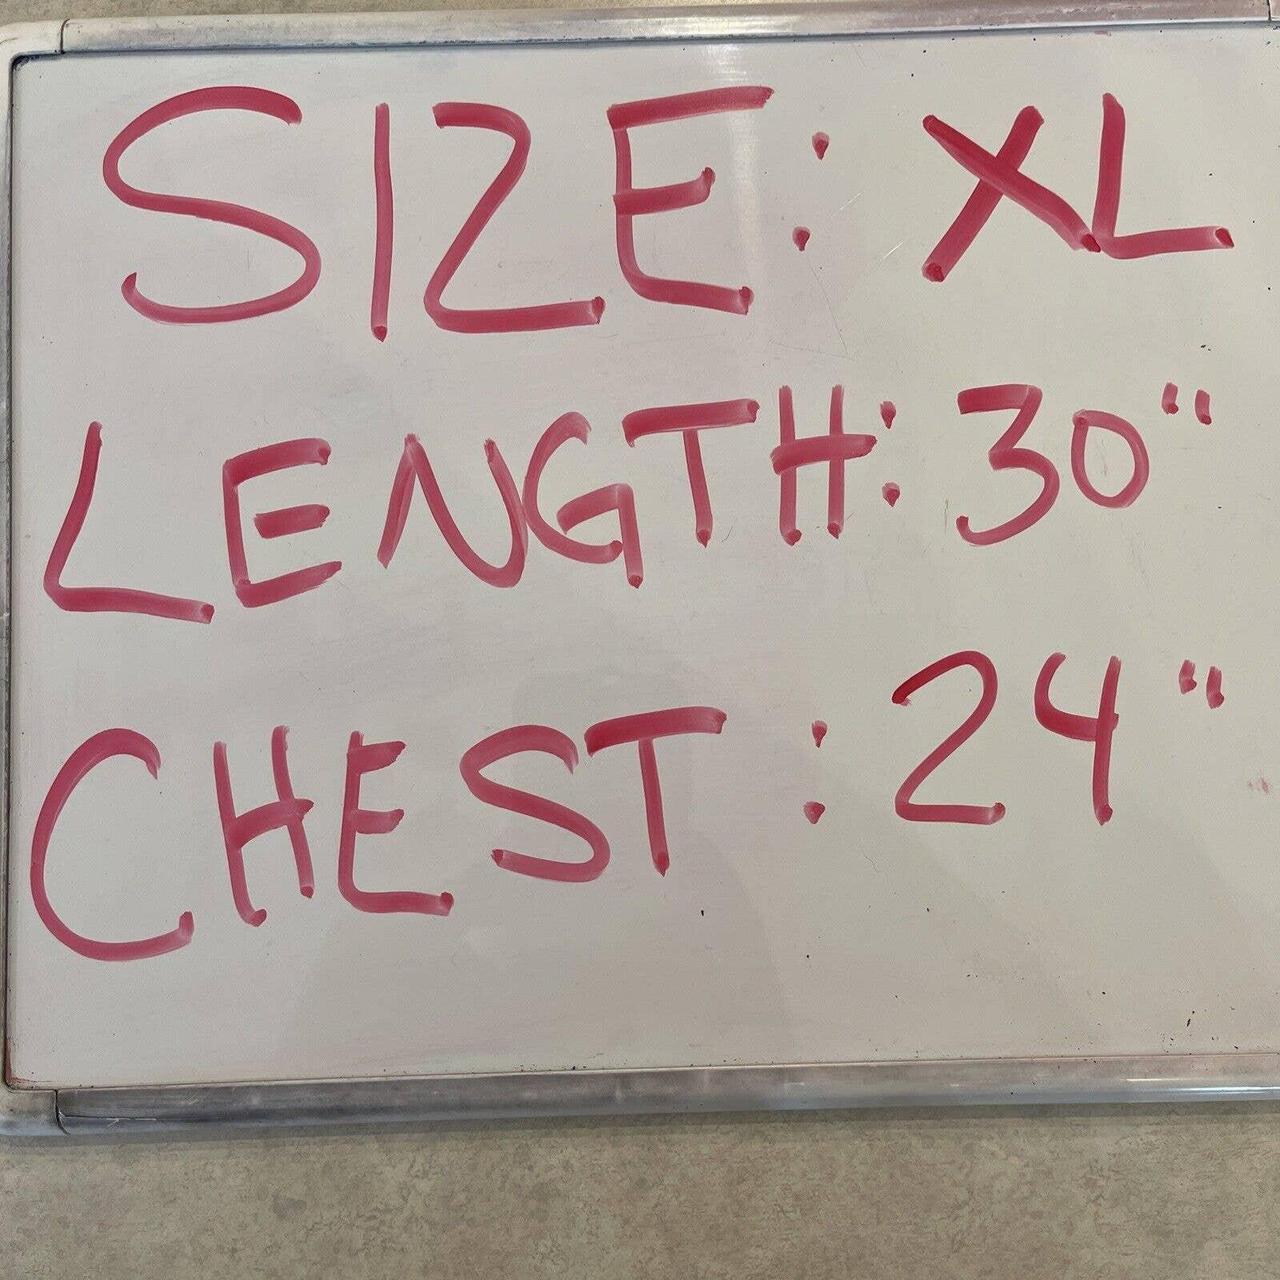 SIZE: XL
LENGTH: 30"
CHEST: 24"